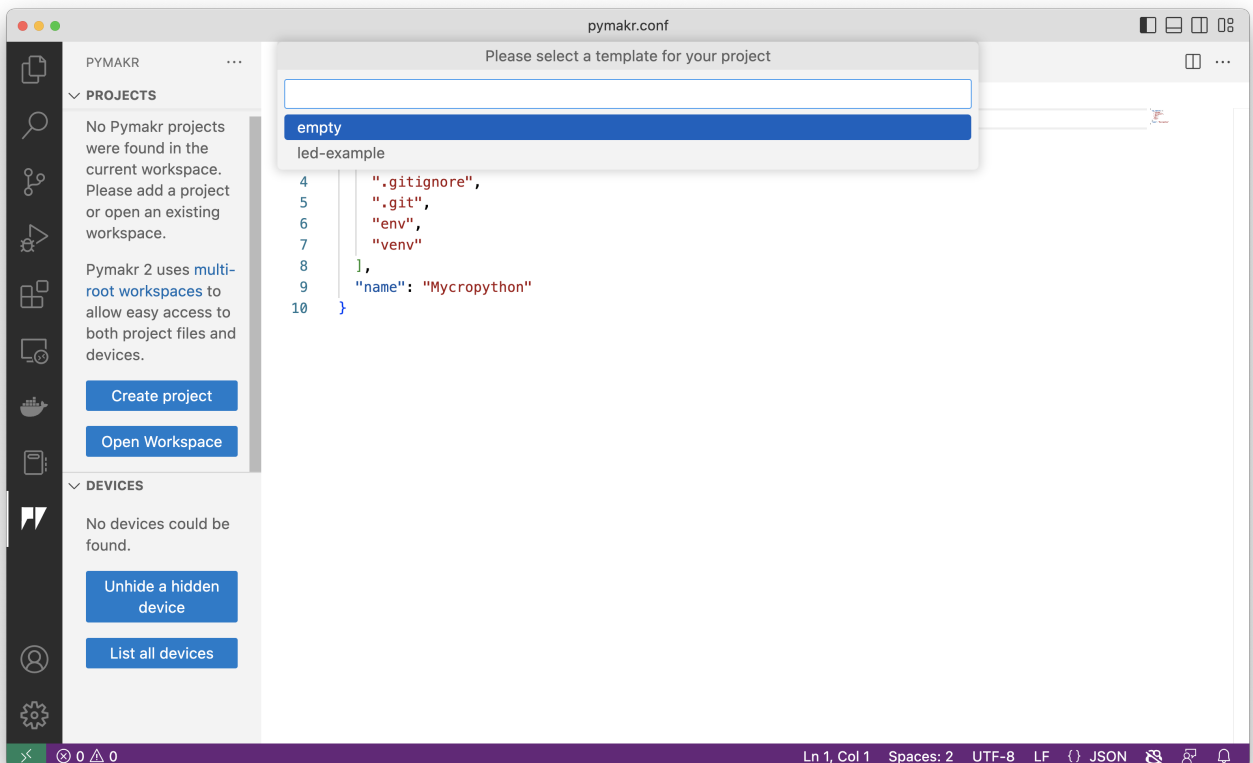 pymakr.conf
PYMAKR
PROJECTS
No Pymakr projects
were found in the
current workspace.
Please add a project
or open an existing
workspace.
Pymakr 2 uses multi-
root workspaces to
allow easy access to
both project files and
devices.
Create project
Open Workspace
DEVICES
No devices could be
found.
Unhide a hidden
device
List all devices
Please select a template for your project
empty
led-example
4 ".gitignore",
5 ".git",
6 "env",
7 "venv"
8 ],
9 "name": "Mycropython"
10 }
0 0
Ln 1, Col 1 Spaces: 2 UTF-8 LF {} JSON